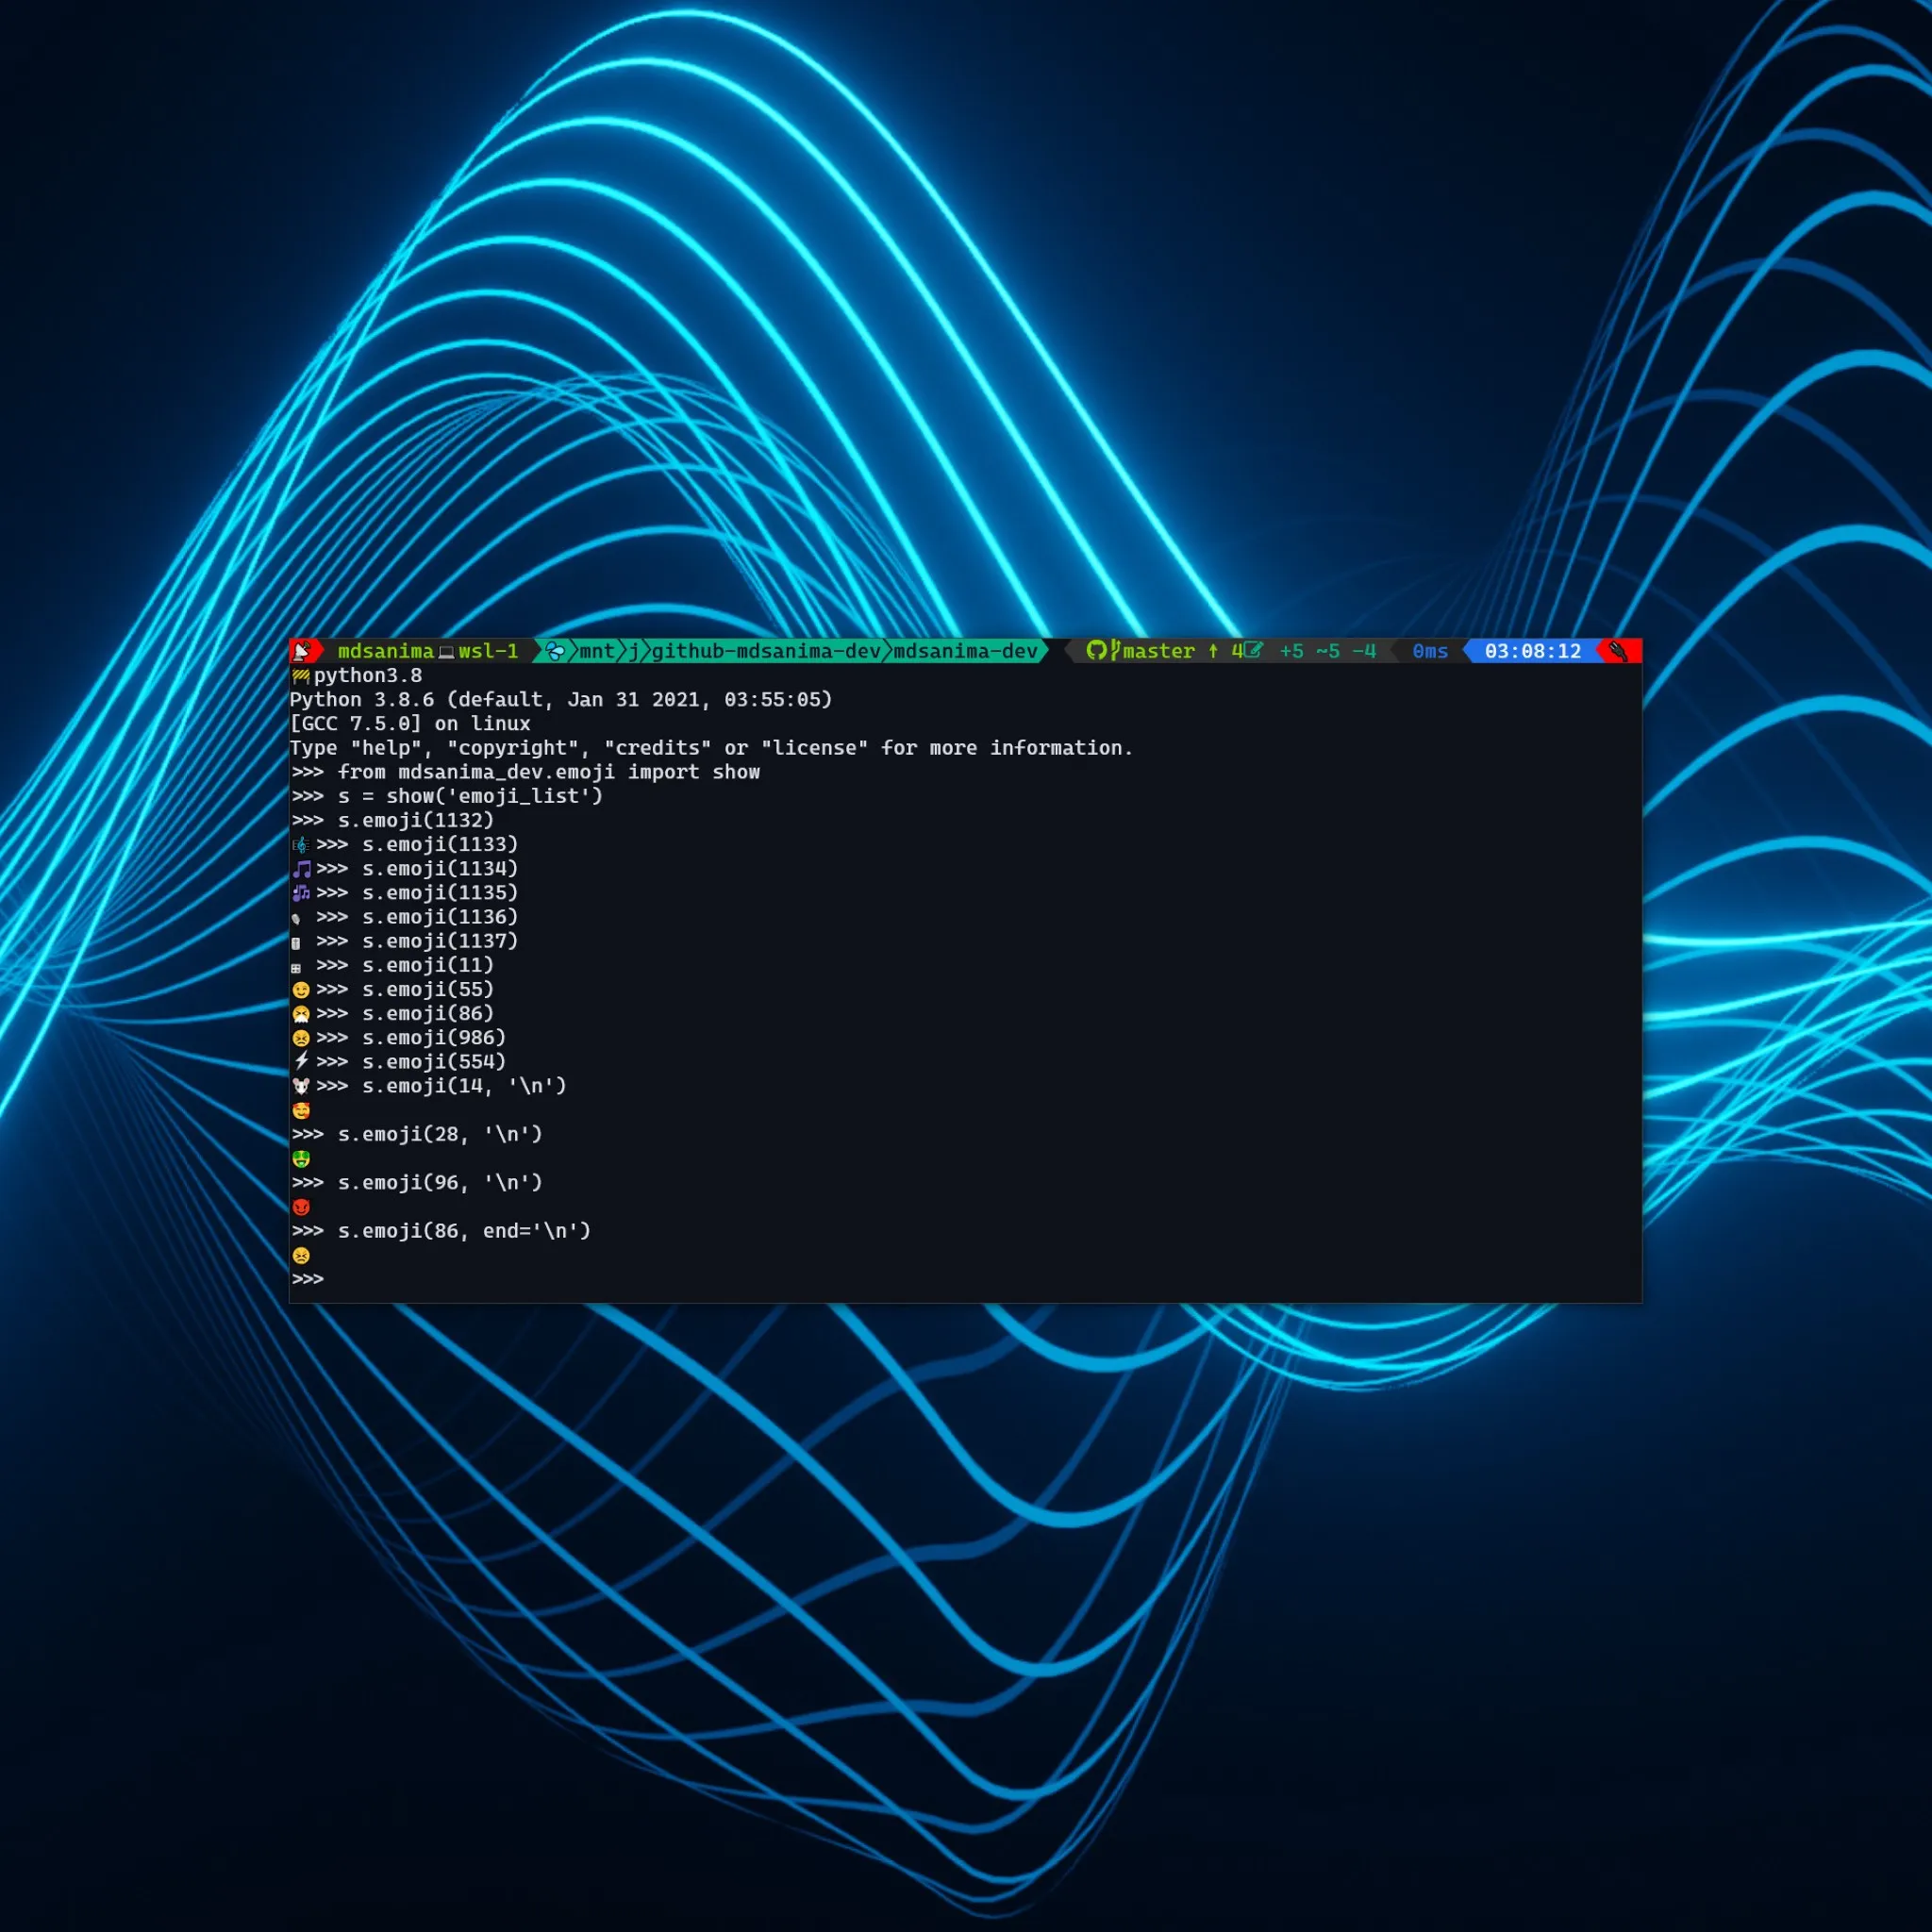 mdsanima💻wsl-1 mnt j github-mdsanima-dev mdsanima-dev master ↑ 4 +5 ~5 -4 0ms 03:08:12
🚧python3.8
Python 3.8.6 (default, Jan 31 2021, 03:55:05)
[GCC 7.5.0] on linux
Type "help", "copyright", "credits" or "license" for more information.
>>> from mdsanima_dev.emoji import show
>>> s = show('emoji_list')
>>> s.emoji(1132)
🎼>>> s.emoji(1133)
🎵>>> s.emoji(1134)
🎶>>> s.emoji(1135)
🎙>>> s.emoji(1136)
🎚>>> s.emoji(1137)
🎛>>> s.emoji(11)
😉>>> s.emoji(55)
🤧>>> s.emoji(86)
😣>>> s.emoji(986)
⚡>>> s.emoji(554)
🐭>>> s.emoji(14, '\n')
🥰
>>> s.emoji(28, '\n')
🤑
>>> s.emoji(96, '\n')
😈
>>> s.emoji(86, end='\n')
😣
>>>